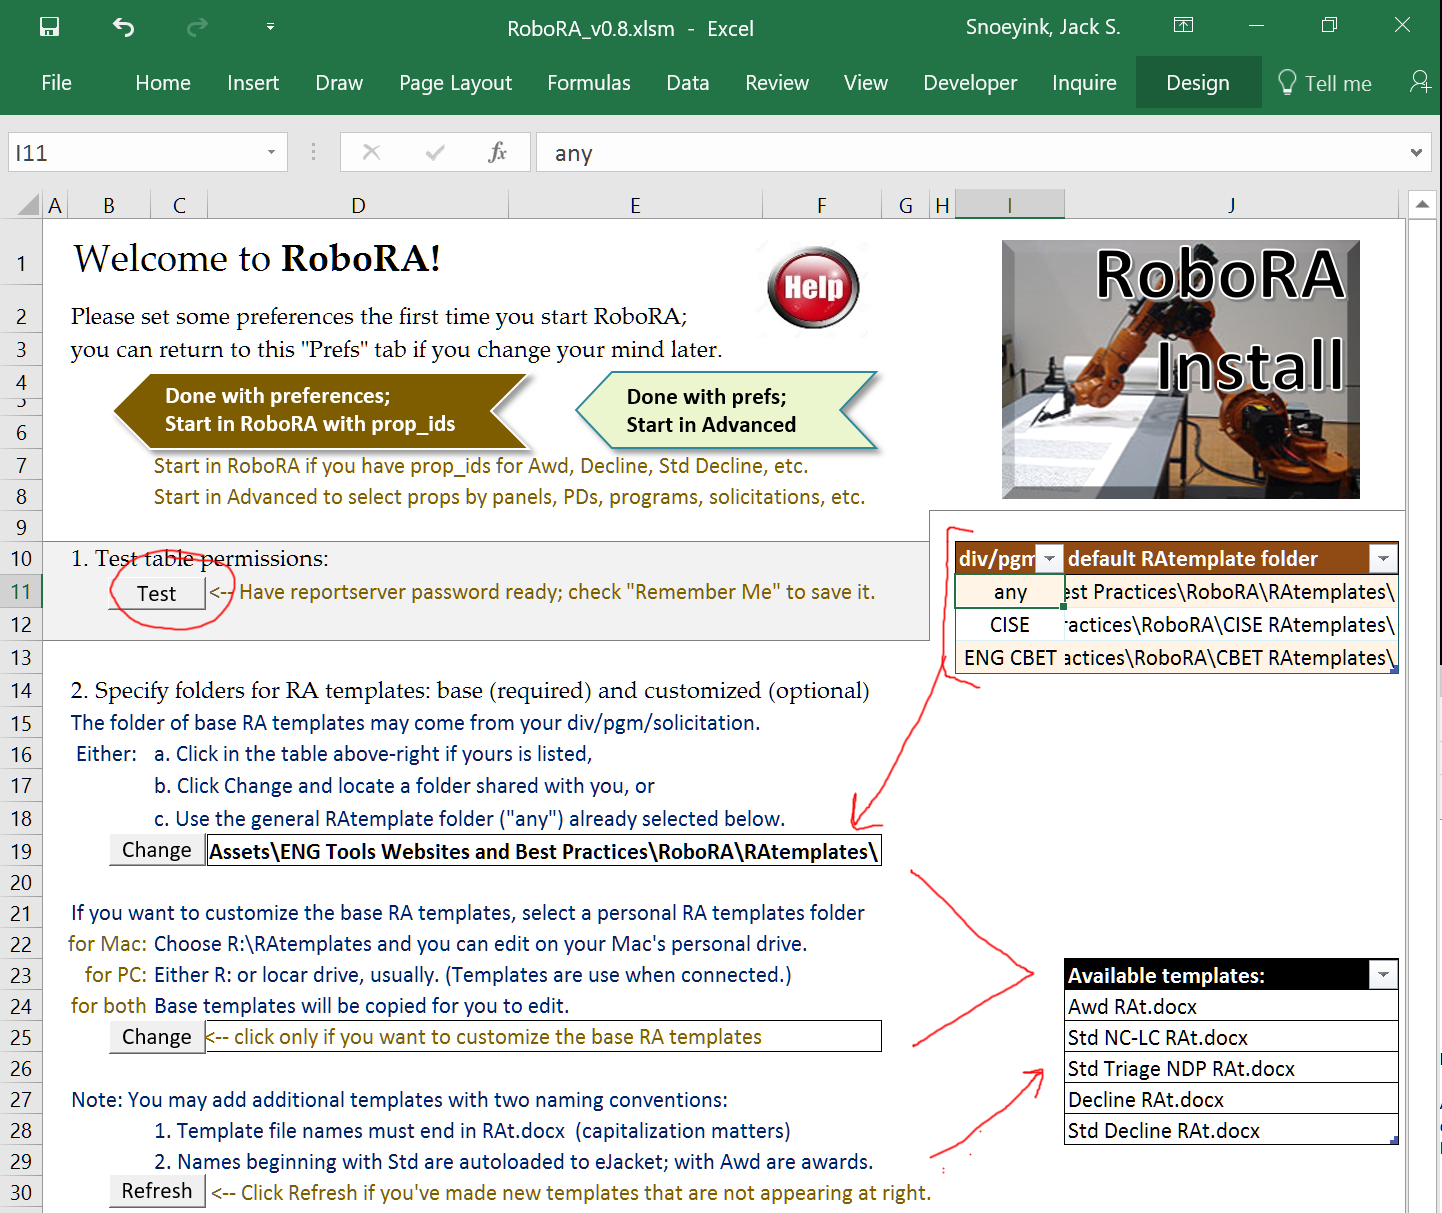 RoboRA_v0.8.xlsm - Excel
Snoeyink, Jack S.
File Home Insert Draw Page Layout Formulas Data Review View Developer Inquire Design Tell me
I11 fx any
A B C D E F G H I J
1 Welcome to RoboRA!
Help
RoboRA
Install
2 Please set some preferences the first time you start RoboRA;
3 you can return to this "Prefs" tab if you change your mind later.
4 Done with preferences; Done with prefs;
5
6 Start in RoboRA with prop_ids Start in Advanced
7 Start in RoboRA if you have prop_ids for Awd, Decline, Std Decline, etc.
8 Start in Advanced to select props by panels, PDs, programs, solicitations, etc.
9
10 1. Test table permissions: div/pgm default RAtemplate folder
11 Test <-- Have reportserver password ready; check "Remember Me" to save it. any est Practices\RoboRA\RAtemplates\
12 CISE ractices\RoboRA\CISE RAtemplates\
13 ENG CBET actices\RoboRA\CBET RAtemplates\
14 2. Specify folders for RA templates: base (required) and customized (optional)
15 The folder of base RA templates may come from your div/pgm/solicitation.
16 Either: a. Click in the table above-right if yours is listed,
17 b. Click Change and locate a folder shared with you, or
18 c. Use the general RAtemplate folder ("any") already selected below.
19 Change Assets\ENG Tools Websites and Best Practices\RoboRA\RAtemplates\
20
21 If you want to customize the base RA templates, select a personal RA templates folder
22 for Mac: Choose R:\RAtemplates and you can edit on your Mac's personal drive.
23 for PC: Either R: or locar drive, usually. (Templates are use when connected.) Available templates:
24 for both Base templates will be copied for you to edit. Awd RAt.docx
25 Change <-- click only if you want to customize the base RA templates Std NC-LC RAt.docx
26 Std Triage NDP RAt.docx
27 Note: You may add additional templates with two naming conventions: Decline RAt.docx
28 1. Template file names must end in RAt.docx (capitalization matters) Std Decline RAt.docx
29 2. Names beginning with Std are autoloaded to eJacket; with Awd are awards.
30 Refresh <-- Click Refresh if you've made new templates that are not appearing at right.